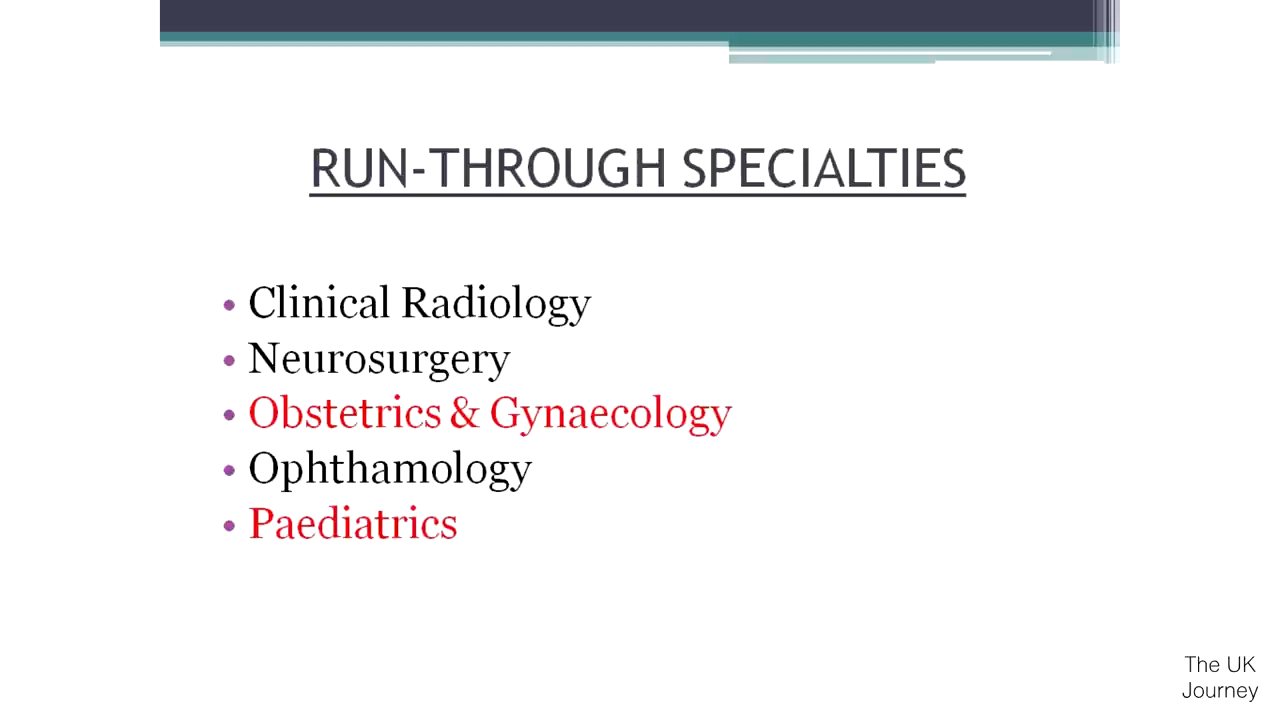 RUN-THROUGH SPECIALTIES
• Clinical Radiology
• Neurosurgery
• Obstetrics & Gynaecology
• Ophthamology
• Paediatrics
The UK
Journey